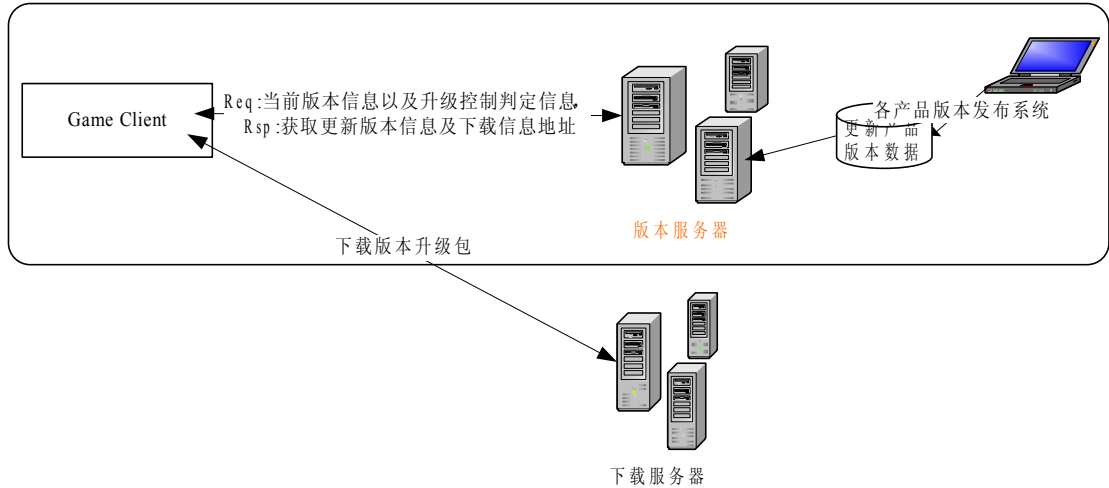 Game Client
Req:当前版本信息以及升级控制判定信息,
Rsp:获取更新版本信息及下载信息地址
各产品版本发布系统
更新产品
版本数据
版本服务器
下载版本升级包
下载服务器